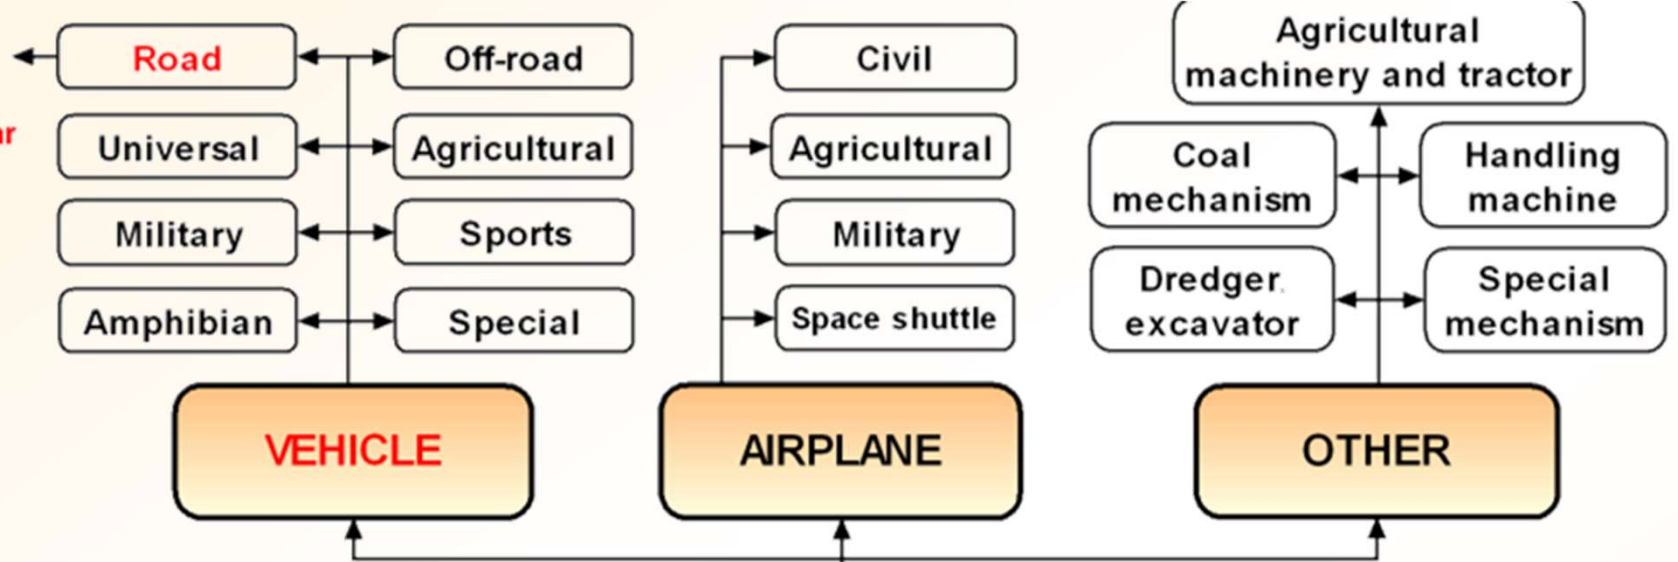 Road
Off-road
Universal
Agricultural
Military
Sports
Amphibian
Special
VEHICLE
Civil
Agricultural
Military
Space shuttle
AIRPLANE
Agricultural
machinery and tractor
Coal
mechanism
Handling
machine
Dredger
excavator
Special
mechanism
OTHER